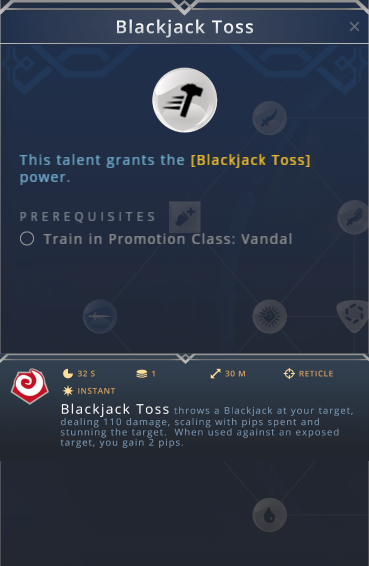 Blackjack Toss
This talent grants the [Blackjack Toss]
power.
PREREQUISITES
Train in Promotion Class: Vandal
32 S 1 30 M RETICLE
INSTANT
Blackjack Toss throws a Blackjack at your target,
dealing 110 damage, scaling with pips spent and
stunning the target. When used against an exposed
target, you gain 2 pips.